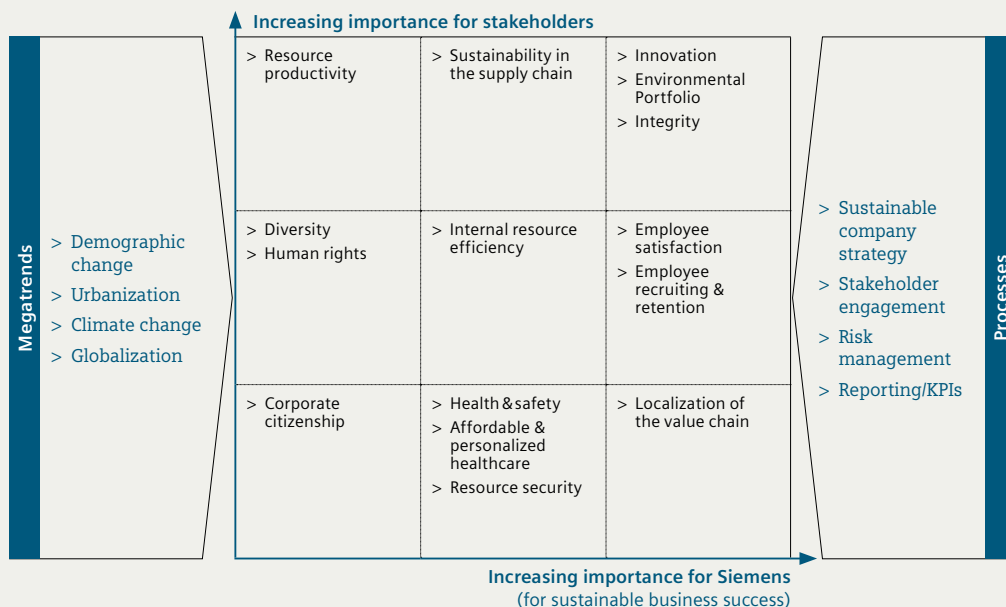 Increasing importance for stakeholders
Megatrends
> Demographic
change
> Urbanization
> Climate change
> Globalization
> Resource
productivity
> Sustainability in
the supply chain
> Innovation
> Environmental
Portfolio
> Integrity
> Diversity
> Human rights
> Internal resource
efficiency
> Employee
satisfaction
> Employee
recruiting &
retention
> Corporate
citizenship
> Health & safety
> Affordable &
personalized
healthcare
> Resource security
> Localization of
the value chain
> Sustainable
company
strategy
> Stakeholder
engagement
> Risk
management
> Reporting/KPIs
Processes
Increasing importance for Siemens
(for sustainable business success)